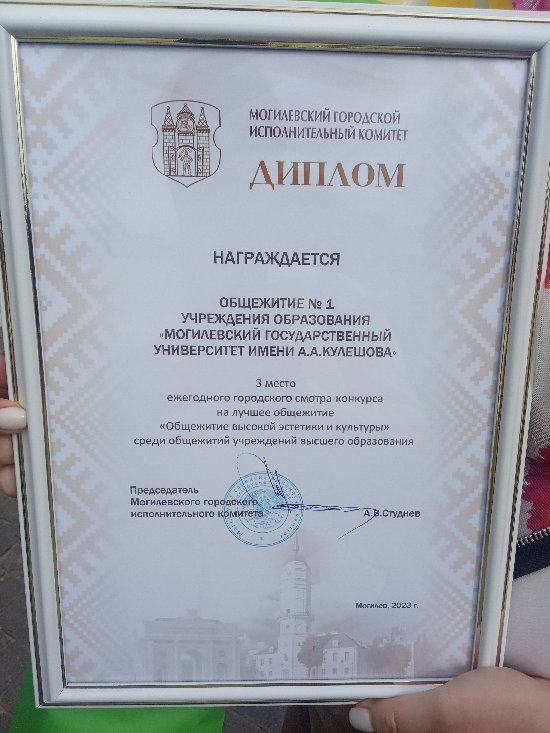 МОГИЛЕВСКИЙ ГОРОДСКОЙ
ИСПОЛНИТЕЛЬНЫЙ КОМИТЕТ
ДИПЛОМ
НАГРАЖДАЕТСЯ
ОБЩЕЖИТИЕ № 1
УЧРЕЖДЕНИЯ ОБРАЗОВАНИЯ
«МОГИЛЕВСКИЙ ГОСУДАРСТВЕННЫЙ
УНИВЕРСИТЕТ ИМЕНИ А.А.КУЛЕШОВА»
3 место
ежегодного городского смотра-конкурса
на лучшее общежитие
«Общежитие высокой эстетики и культуры»
среди общежитий учреждений высшего образования
Председатель
Могилевского городского
исполнительного комитета
А.В.Студнев
Могилев, 2023 г.